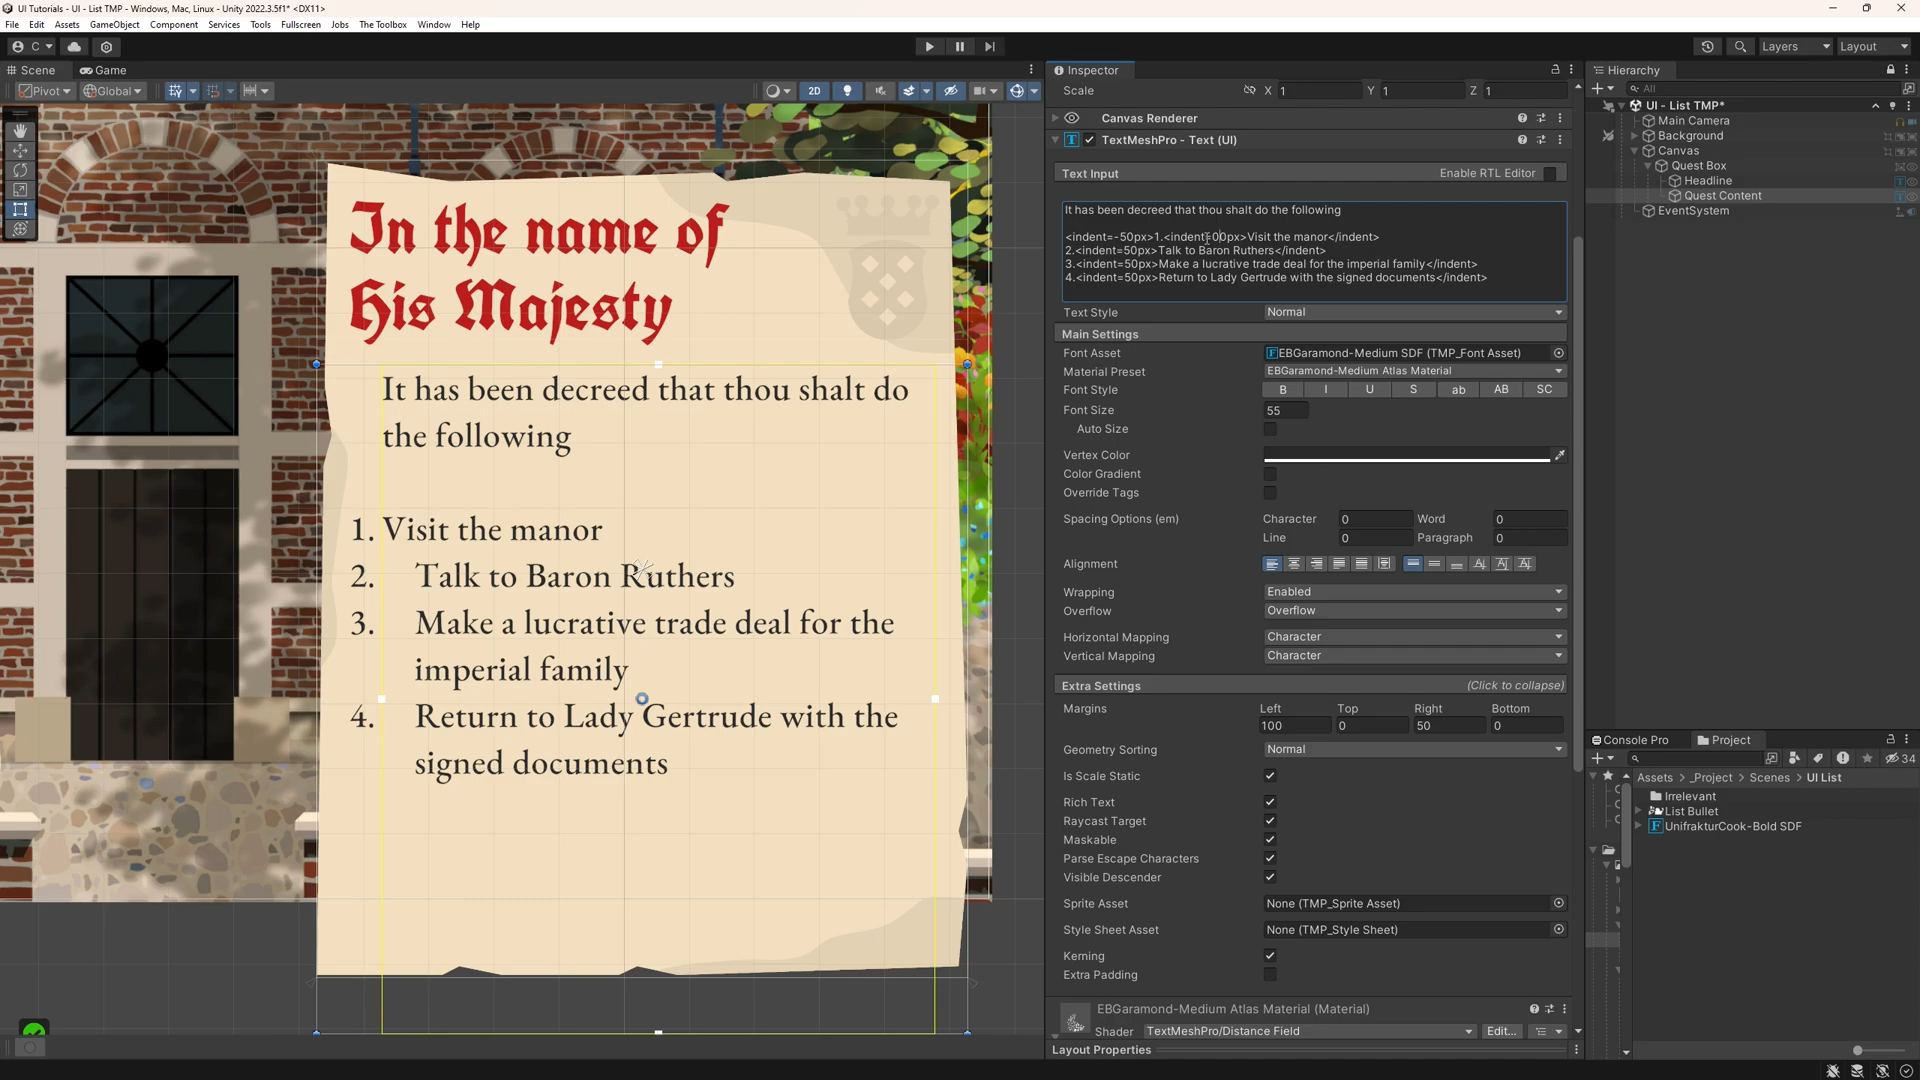 UI Tutorials - UI - List TMP - Windows, Mac, Linux - Unity 2022.3.5f1* <DX11>
File Edit Assets GameObject Component Services Tools Fullscreen Jobs The Toolbox Window Help
C Layers Layout
Scene Game
Pivot Global 2D
In the name of
His Majesty
It has been decreed that thou shalt do
the following
1. Visit the manor
2. Talk to Baron Ruthers
3. Make a lucrative trade deal for the
imperial family
4. Return to Lady Gertrude with the
signed documents
Inspector
Scale X 1 Y 1 Z 1
Canvas Renderer
TextMeshPro - Text (UI)
Text Input Enable RTL Editor
It has been decreed that thou shalt do the following
<indent=-50px>1.<indent=00px>Visit the manor</indent>
2.<indent=50px>Talk to Baron Ruthers</indent>
3.<indent=50px>Make a lucrative trade deal for the imperial family</indent>
4.<indent=50px>Return to Lady Gertrude with the signed documents</indent>
Text Style Normal
Main Settings
Font Asset EBGaramond-Medium SDF (TMP_Font Asset)
Material Preset EBGaramond-Medium Atlas Material
Font Style B I U S ab AB SC
Font Size 55
Auto Size
Vertex Color
Color Gradient
Override Tags
Spacing Options (em) Character 0 Word 0
Line 0 Paragraph 0
Alignment
Wrapping Enabled
Overflow Overflow
Horizontal Mapping Character
Vertical Mapping Character
Extra Settings (Click to collapse)
Margins Left Top Right Bottom
100 0 50 0
Geometry Sorting Normal
Is Scale Static
Rich Text
Raycast Target
Maskable
Parse Escape Characters
Visible Descender
Sprite Asset None (TMP_Sprite Asset)
Style Sheet Asset None (TMP_Style Sheet)
Kerning
Extra Padding
EBGaramond-Medium Atlas Material (Material)
Shader TextMeshPro/Distance Field Edit...
Layout Properties
Hierarchy
All
UI - List TMP*
Main Camera
Background
Canvas
Quest Box
Headline
Quest Content
EventSystem
Console Pro Project
34
Assets > _Project > Scenes > UI List
Irrelevant
List Bullet
UnifrakturCook-Bold SDF